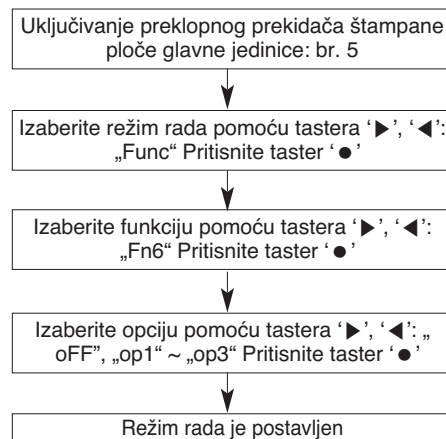 Uključivanje preklopnog prekidača štampane
ploče glavne jedinice: br. 5
Izaberite režim rada pomoću tastera ‘▶’, ‘◀’:
„Func“ Pritisnite taster ‘●’
Izaberite funkciju pomoću tastera ‘▶’, ‘◀’:
„Fn6“ Pritisnite taster ‘●’
Izaberite opciju pomoću tastera ‘▶’, ‘◀’: „
oFF”, „op1“ ~ „op3“ Pritisnite taster ‘●’
Režim rada je postavljen